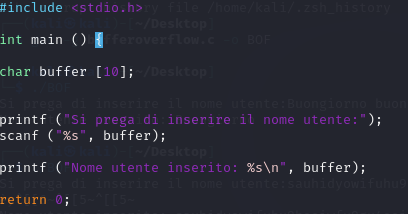 #include <stdio.h>
int main () {
char buffer [10];
printf ("Si prega di inserire il nome utente:");
scanf ("%s", buffer);
printf ("Nome utente inserito: %s\n", buffer);
return 0;